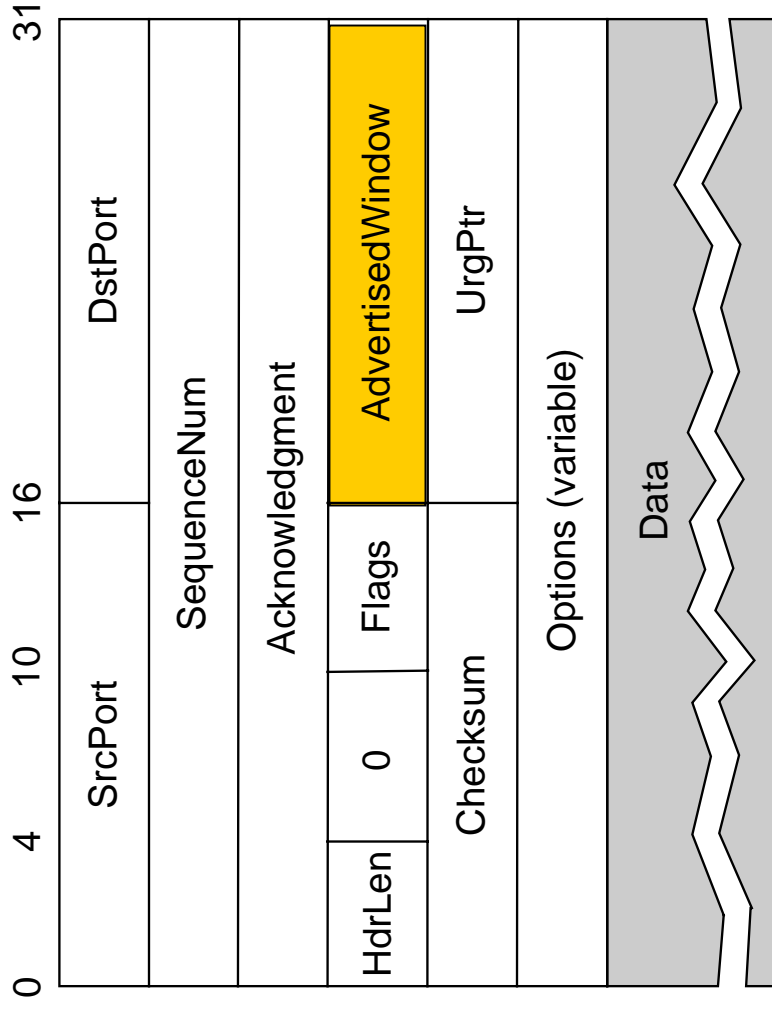 0 4 10 16 31
SrcPort DstPort
SequenceNum
Acknowledgment
HdrLen 0 Flags AdvertisedWindow
Checksum UrgPtr
Options (variable)
Data